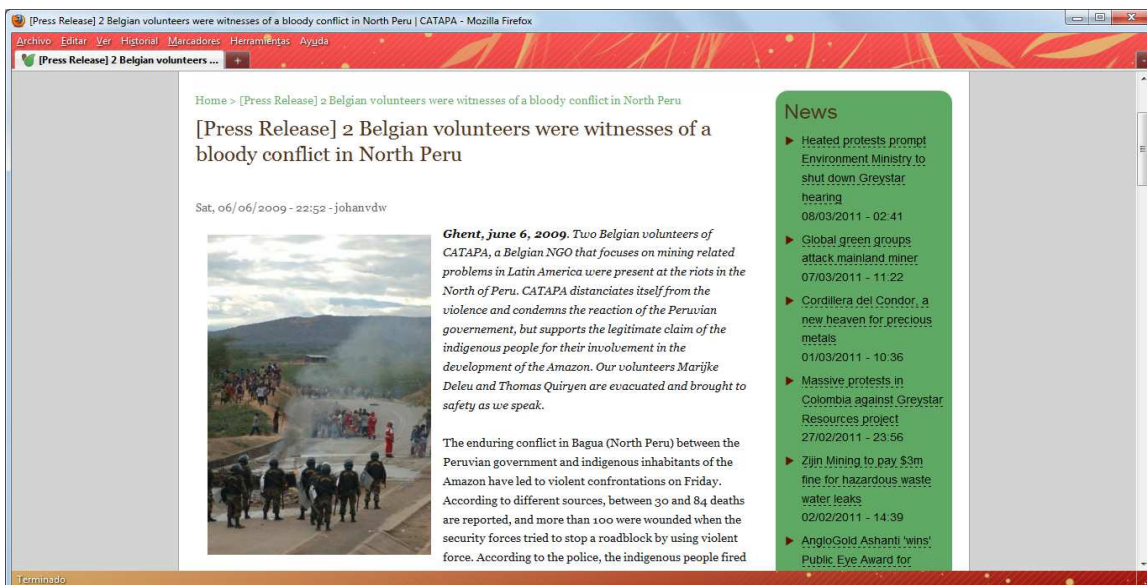 [Press Release] 2 Belgian volunteers were witnesses of a bloody conflict in North Peru | CATAPA - Mozilla Firefox
Archivo Editar Ver Historial Marcadores Herramientas Ayuda
[Press Release] 2 Belgian volunteers ...
Home > [Press Release] 2 Belgian volunteers were witnesses of a bloody conflict in North Peru
[Press Release] 2 Belgian volunteers were witnesses of a
bloody conflict in North Peru
Sat, 06/06/2009 - 22:52 - johanvdw
Ghent, june 6, 2009. Two Belgian volunteers of
CATAPA, a Belgian NGO that focuses on mining related
problems in Latin America were present at the riots in the
North of Peru. CATAPA distanciates itself from the
violence and condemns the reaction of the Peruvian
governement, but supports the legitimate claim of the
indigenous people for their involvement in the
development of the Amazon. Our volunteers Marijke
Deleu and Thomas Quiryen are evacuated and brought to
safety as we speak.
The enduring conflict in Bagua (North Peru) between the
Peruvian government and indigenous inhabitants of the
Amazon have led to violent confrontations on Friday.
According to different sources, between 30 and 84 deaths
are reported, and more than 100 were wounded when the
security forces tried to stop a roadblock by using violent
force. According to the police, the indigenous people fired
News
Heated protests prompt
Environment Ministry to
shut down Greystar
hearing
08/03/2011 - 02:41
Global green groups
attack mainland miner
07/03/2011 - 11:22
Cordillera del Condor, a
new heaven for precious
metals
01/03/2011 - 10:36
Massive protests in
Colombia against Greystar
Resources project
27/02/2011 - 23:56
Zijin Mining to pay $3m
fine for hazardous waste
water leaks
02/02/2011 - 14:39
AngloGold Ashanti 'wins'
Public Eye Award for
Terminado